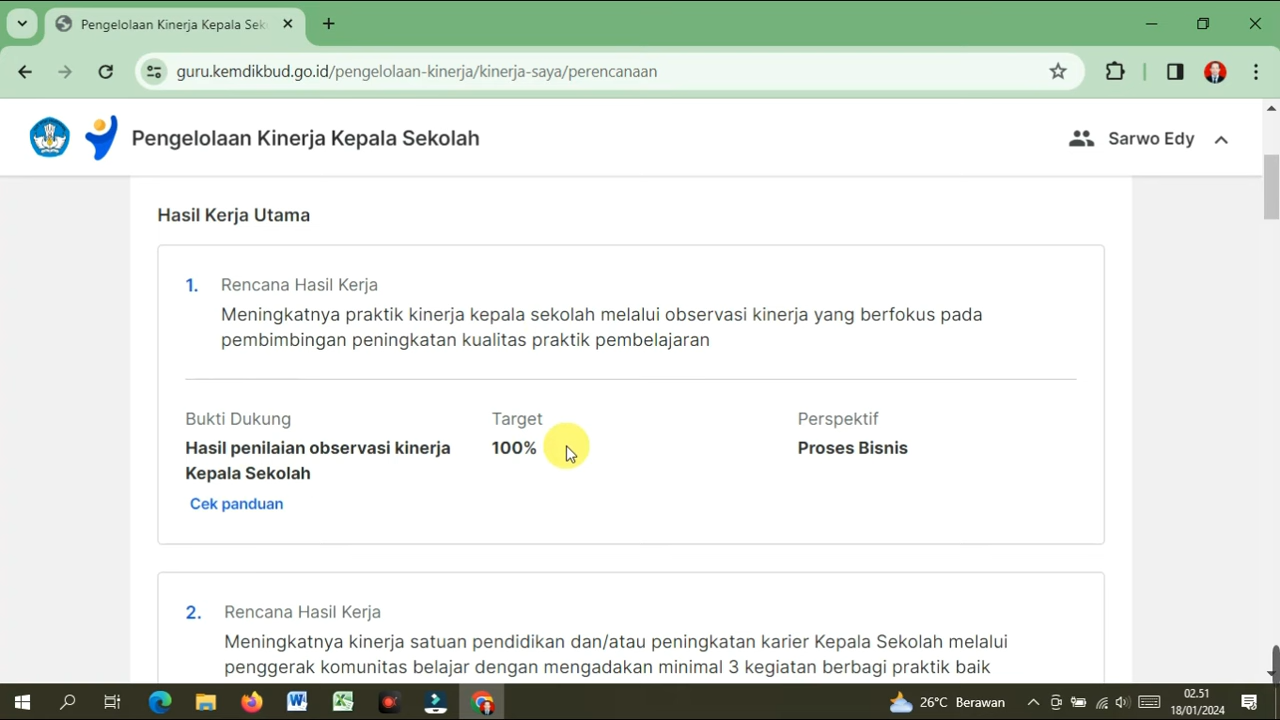 Pengelolaan Kinerja Kepala Sek
guru.kemdikbud.go.id/pengelolaan-kinerja/kinerja-saya/perencanaan
Pengelolaan Kinerja Kepala Sekolah
Sarwo Edy
Hasil Kerja Utama
1. Rencana Hasil Kerja
Meningkatnya praktik kinerja kepala sekolah melalui observasi kinerja yang berfokus pada
pembimbingan peningkatan kualitas praktik pembelajaran
Bukti Dukung Target Perspektif
Hasil penilaian observasi kinerja 100% Proses Bisnis
Kepala Sekolah
Cek panduan
2. Rencana Hasil Kerja
Meningkatnya kinerja satuan pendidikan dan/atau peningkatan karier Kepala Sekolah melalui
penggerak komunitas belajar dengan mengadakan minimal 3 kegiatan berbagi praktik baik
26°C Berawan
02.51
18/01/2024